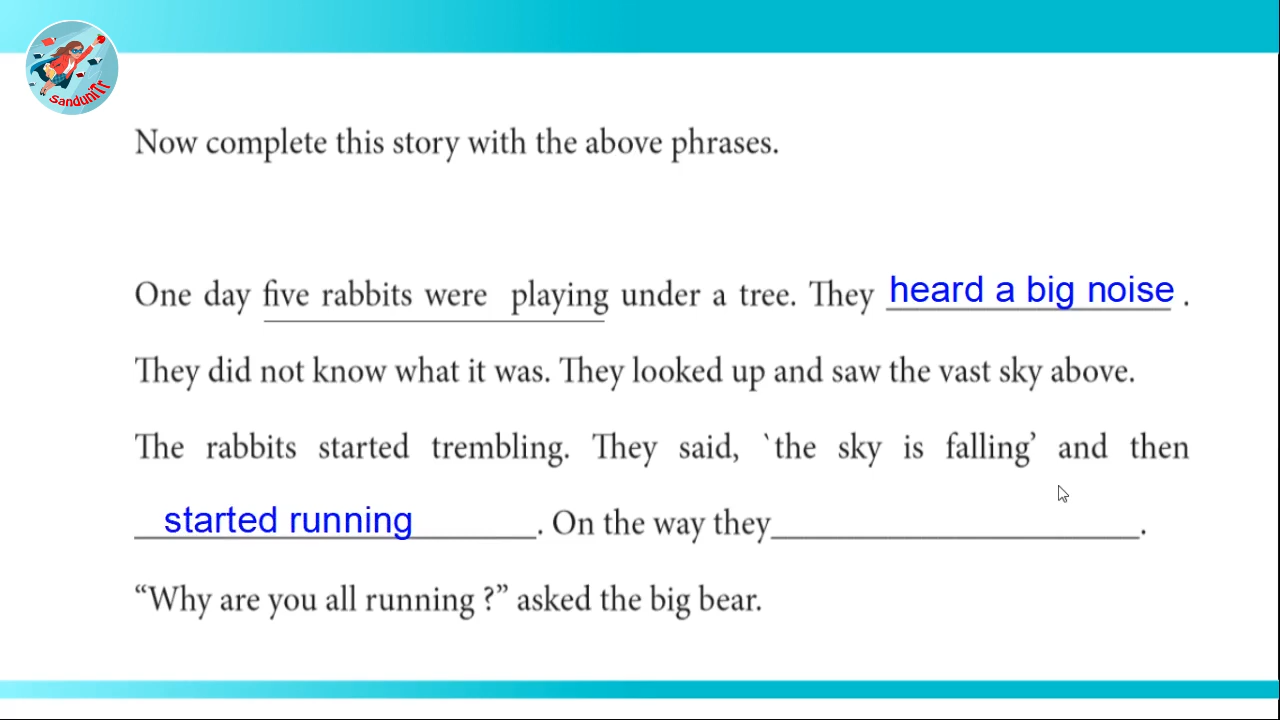 SanduniTr
Now complete this story with the above phrases.
One day five rabbits were playing under a tree. They heard a big noise .
They did not know what it was. They looked up and saw the vast sky above.
The rabbits started trembling. They said, `the sky is falling’ and then
started running. On the way they____________________.
“Why are you all running ?” asked the big bear.